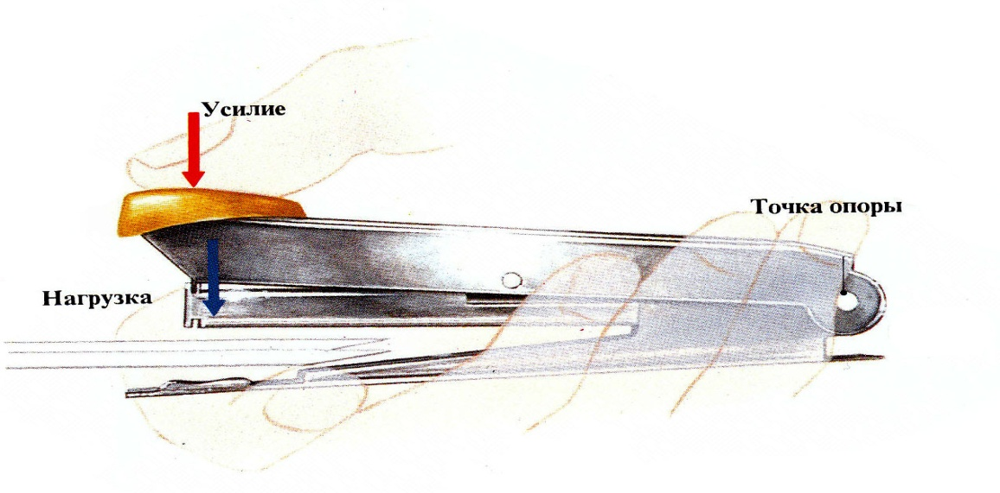 Усилие
Точка опоры
Нагрузка